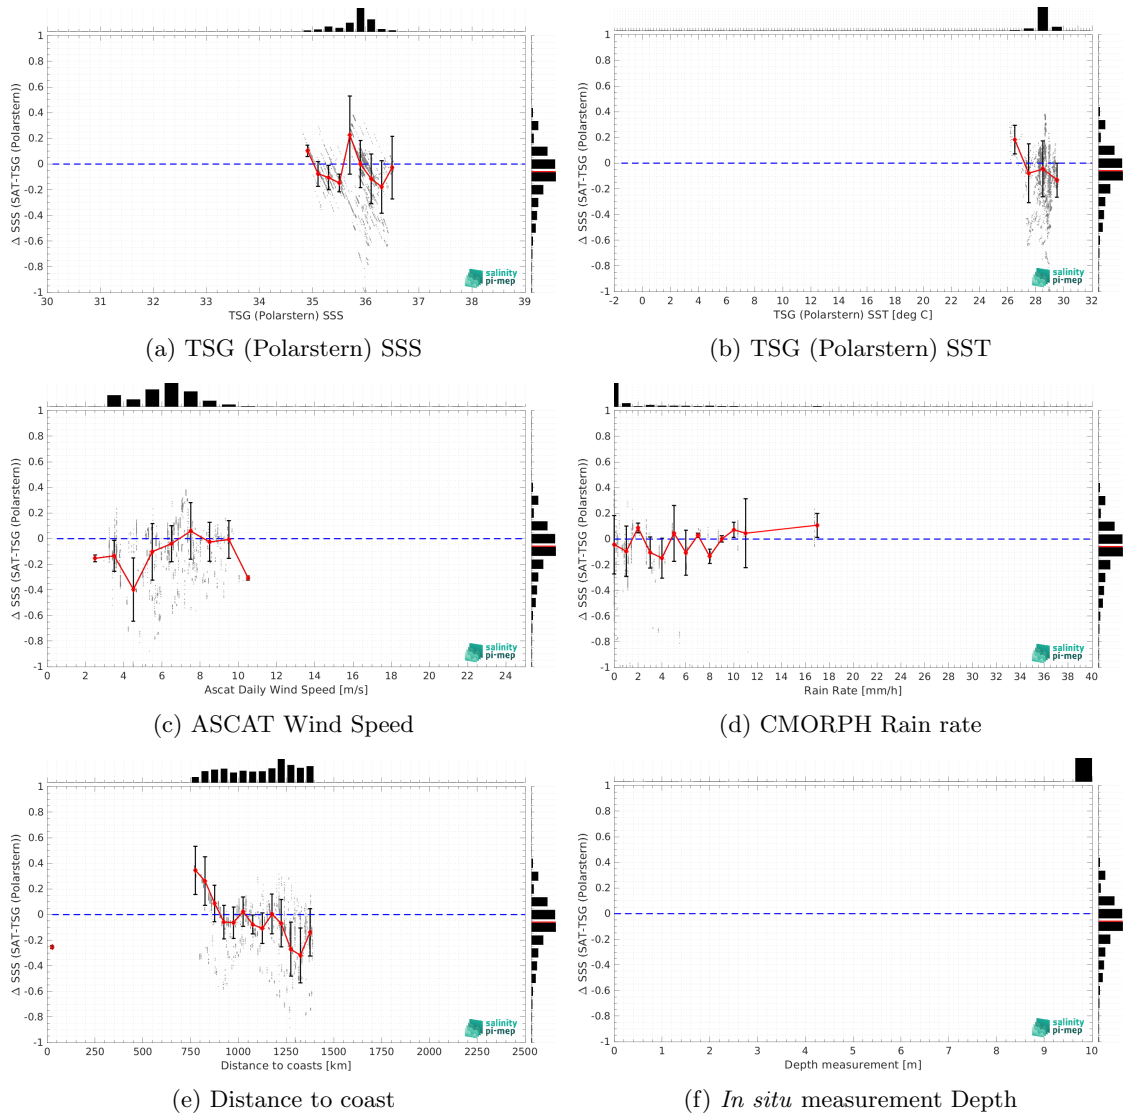 1
0.8
0.6
0.4
0.2
0
-0.2
-0.4
-0.6
-0.8
-1
Δ SSS (SAT-TSG (Polarstern))
30 31 32 33 34 35 36 37 38 39
TSG (Polarstern) SSS
salinity
pi-mep
(a) TSG (Polarstern) SSS
1
0.8
0.6
0.4
0.2
0
-0.2
-0.4
-0.6
-0.8
-1
Δ SSS (SAT-TSG (Polarstern))
-2 0 2 4 6 8 10 12 14 16 18 20 22 24 26 28 30 32
TSG (Polarstern) SST [deg C]
salinity
pi-mep
(b) TSG (Polarstern) SST
1
0.8
0.6
0.4
0.2
0
-0.2
-0.4
-0.6
-0.8
-1
Δ SSS (SAT-TSG (Polarstern))
0 2 4 6 8 10 12 14 16 18 20 22 24
Ascat Daily Wind Speed [m/s]
salinity
pi-mep
(c) ASCAT Wind Speed
1
0.8
0.6
0.4
0.2
0
-0.2
-0.4
-0.6
-0.8
-1
Δ SSS (SAT-TSG (Polarstern))
0 2 4 6 8 10 12 14 16 18 20 22 24 26 28 30 32 34 36 38 40
Rain Rate [mm/h]
salinity
pi-mep
(d) CMORPH Rain rate
1
0.8
0.6
0.4
0.2
0
-0.2
-0.4
-0.6
-0.8
-1
Δ SSS (SAT-TSG (Polarstern))
0 250 500 750 1000 1250 1500 1750 2000 2250 2500
Distance to coasts [km]
salinity
pi-mep
(e) Distance to coast
1
0.8
0.6
0.4
0.2
0
-0.2
-0.4
-0.6
-0.8
-1
Δ SSS (SAT-TSG (Polarstern))
0 1 2 3 4 5 6 7 8 9 10
Depth measurement [m]
salinity
pi-mep
(f) In situ measurement Depth